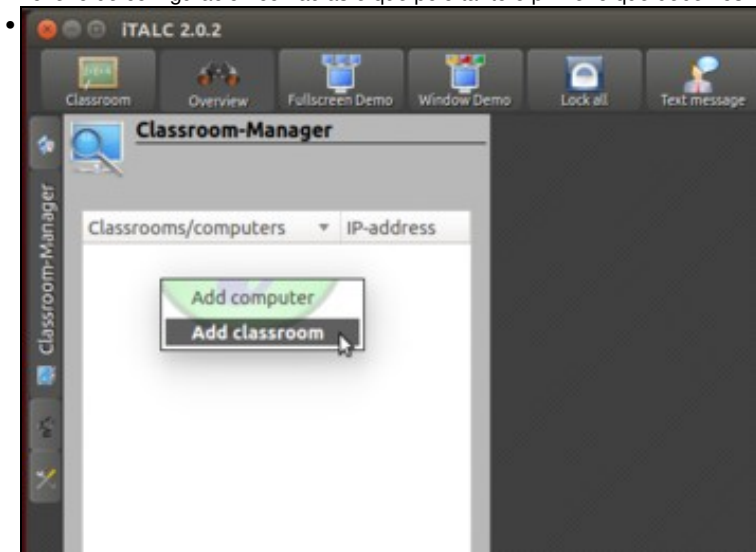 iTALC 2.0.2
Classroom
Overview
Fullscreen Demo
Window Demo
Lock all
Text message
Classroom-Manager
Classroom-Manager
Classrooms/computers
IP-address
Add computer
Add classroom